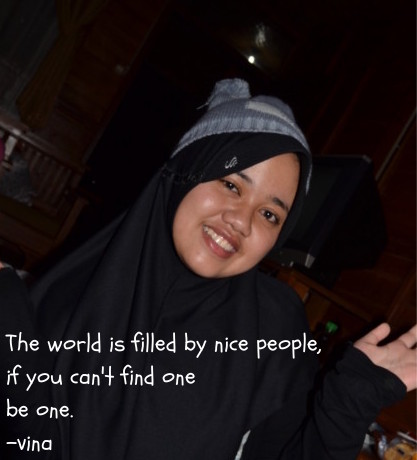 The world is filled by nice people,
if you can't find one
be one.
-vina